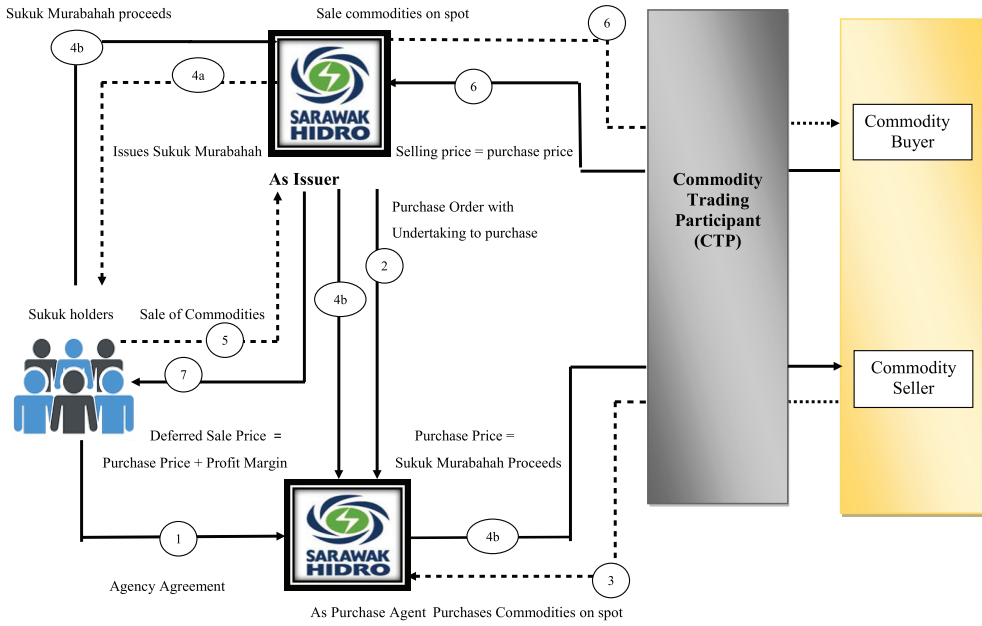 Sukuk Murabahah proceeds
Sale commodities on spot
6
4b
4a
6
SARAWAK
HIDRO
Commodity
Buyer
Issues Sukuk Murabahah
Selling price = purchase price
As Issuer
Commodity
Trading
Participant
(CTP)
Purchase Order with
Undertaking to purchase
2
4b
Sukuk holders
Sale of Commodities
5
7
Commodity
Seller
Deferred Sale Price =
Purchase Price + Profit Margin
Purchase Price =
Sukuk Murabahah Proceeds
1
SARAWAK
HIDRO
4b
3
Agency Agreement
As Purchase Agent Purchases Commodities on spot